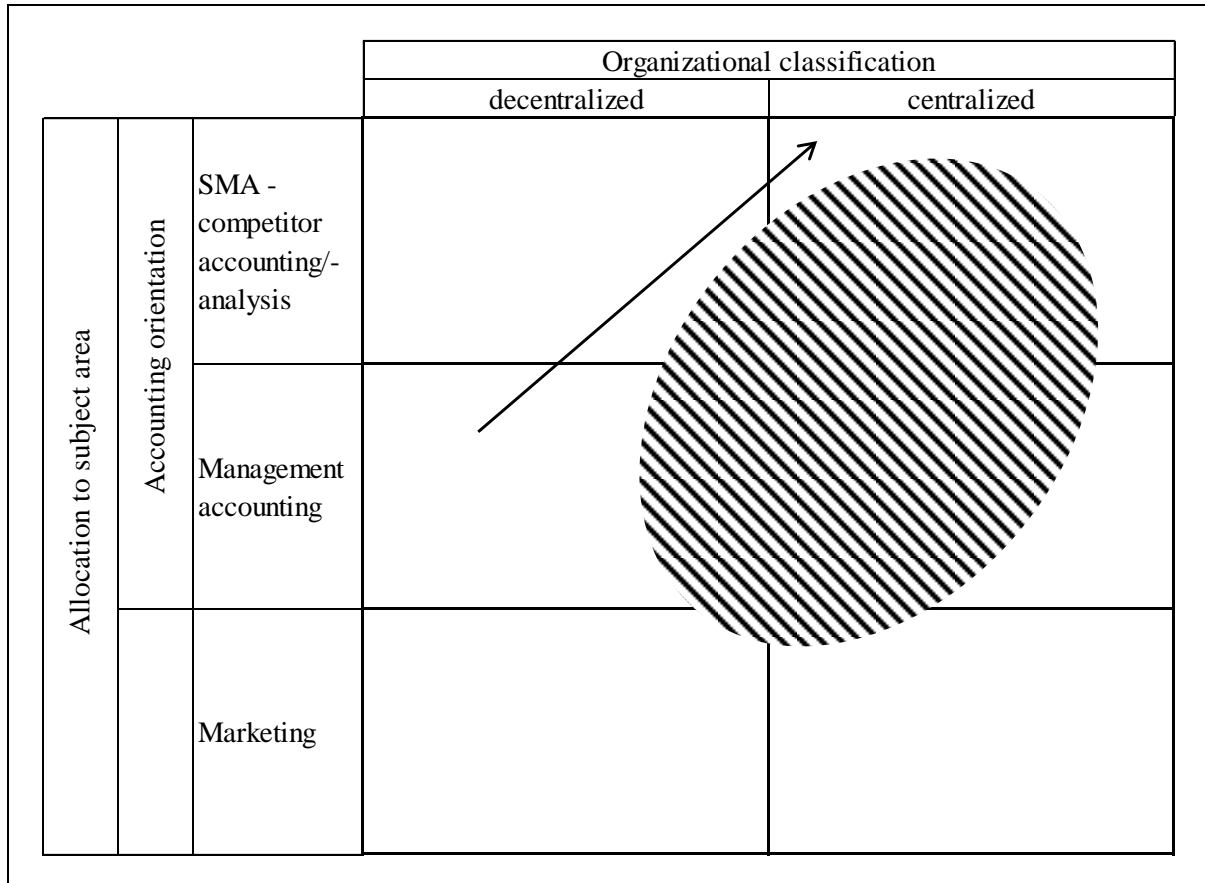 Organizational classification
decentralized
centralized
Allocation to subject area
Accounting orientation
SMA -
competitor
accounting/-
analysis
Management
accounting
Marketing